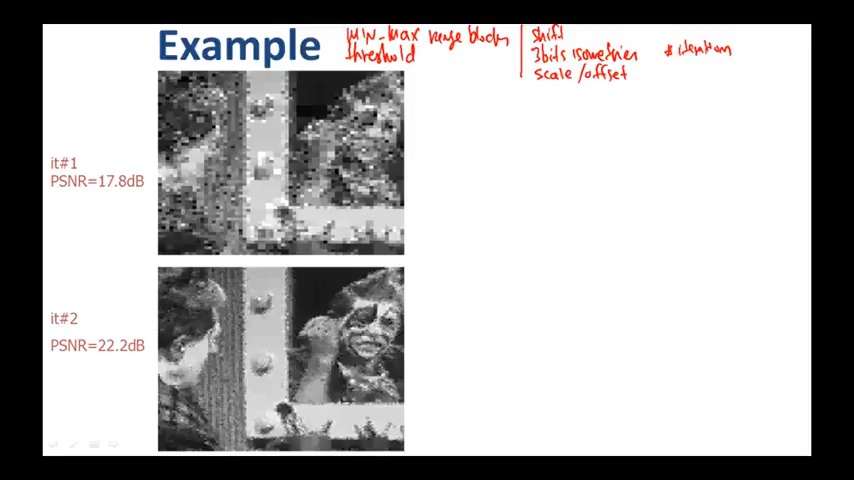 Example
MIN-MAX range blocks
threshold
shift
3bits isometries
scale/offset
# iterations
it#1
PSNR=17.8dB
it#2
PSNR=22.2dB